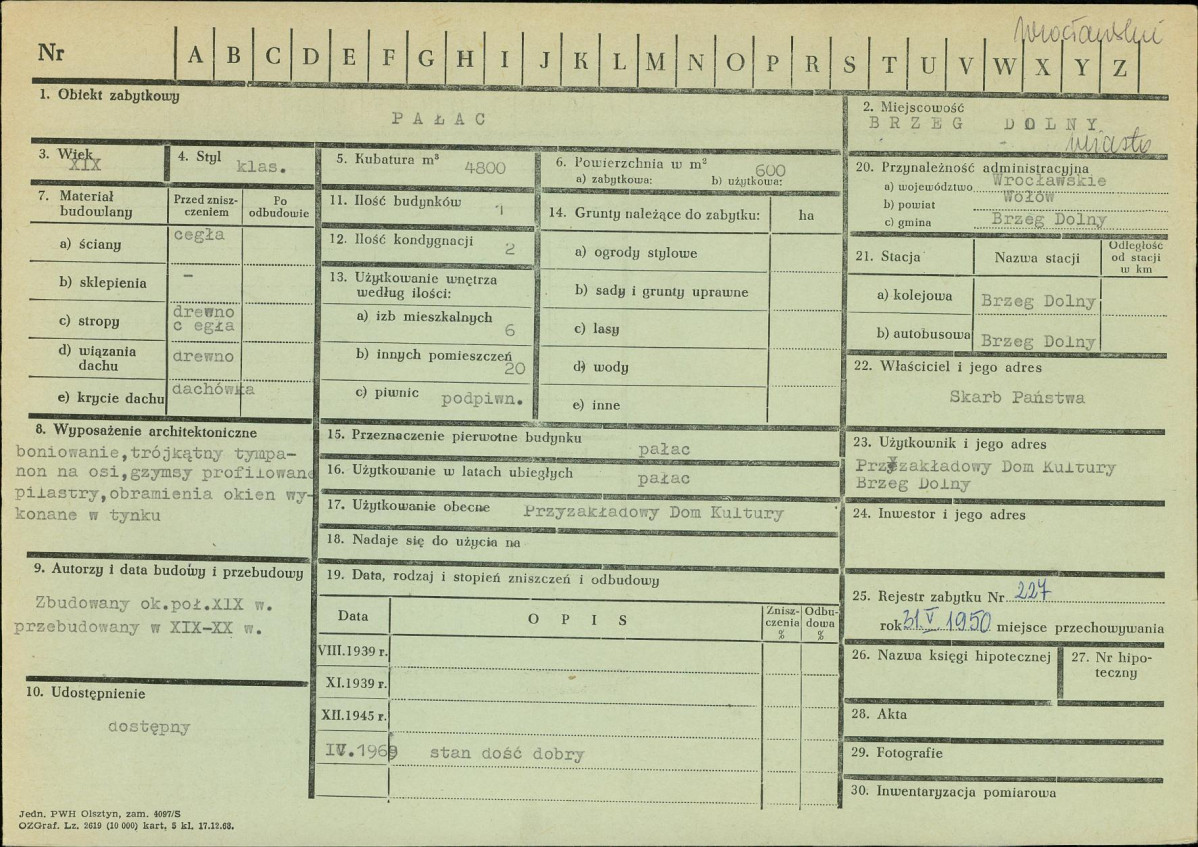 wrocławskie
Nr A B C D E F G H I J K L M N O P R S T U V W X Y Z
1. Obiekt zabytkowy
PAŁAC
2. Miejscowość
BRZEG DOLNY
miasto
3. Wiek
XIX
4. Styl
klas.
5. Kubatura m³
4800
6. Powierzchnia w m²
a) zabytkowa: b) użytkowa:
600
7. Materiał budowlany
Przed zniszczeniem
Po odbudowie
a) ściany cegła
b) sklepienia –
c) stropy drewno
c egła
d) wiązania dachu drewno
e) krycie dachu dachówka
8. Wyposażenie architektoniczne
boniowanie,trójkątny tympa-
non na osi,gzymsy profilowane
pilastry,obramienia okien wy-
konane w tynku
9. Autorzy i data budowy i przebudowy
Zbudowany ok.poł.XIX w.
przebudowany w XIX-XX w.
10. Udostępnienie
dostępny
11. Ilość budynków 1
12. Ilość kondygnacji 2
13. Użytkowanie wnętrza
według ilości:
a) izb mieszkalnych 6
b) innych pomieszczeń 20
c) piwnic podpiwn.
14. Grunty należące do zabytku: ha
a) ogrody stylowe
b) sady i grunty uprawne
c) lasy
d) wody
e) inne
15. Przeznaczenie pierwotne budynku
pałac
16. Użytkowanie w latach ubiegłych
pałac
17. Użytkowanie obecne Przyzakładowy Dom Kultury
18. Nadaje się do użycia na
19. Data, rodzaj i stopień zniszczeń i odbudowy
Data OPIS Zniszczenia % Odbudowa %
VIII.1939 r.
XI.1939 r.
XII.1945 r.
IV.1969 stan dość dobry
20. Przynależność administracyjna
a) województwo Wrocławskie
b) powiat Wołów
c) gmina Brzeg Dolny
21. Stacja Nazwa stacji Odległość od stacji w km
a) kolejowa Brzeg Dolny
b) autobusowa Brzeg Dolny
22. Właściciel i jego adres
Skarb Państwa
23. Użytkownik i jego adres
Przyzakładowy Dom Kultury
Brzeg Dolny
24. Inwestor i jego adres
25. Rejestr zabytku Nr 227
rok 31.V 1950 miejsce przechowywania
26. Nazwa księgi hipotecznej
27. Nr hipo-
teczny
28. Akta
29. Fotografie
30. Inwentaryzacja pomiarowa
Jedn. PWH Olsztyn, zam. 4097/S
OZGraf. Lz. 2619 (10 000) kart. 5 kl. 17.12.68.